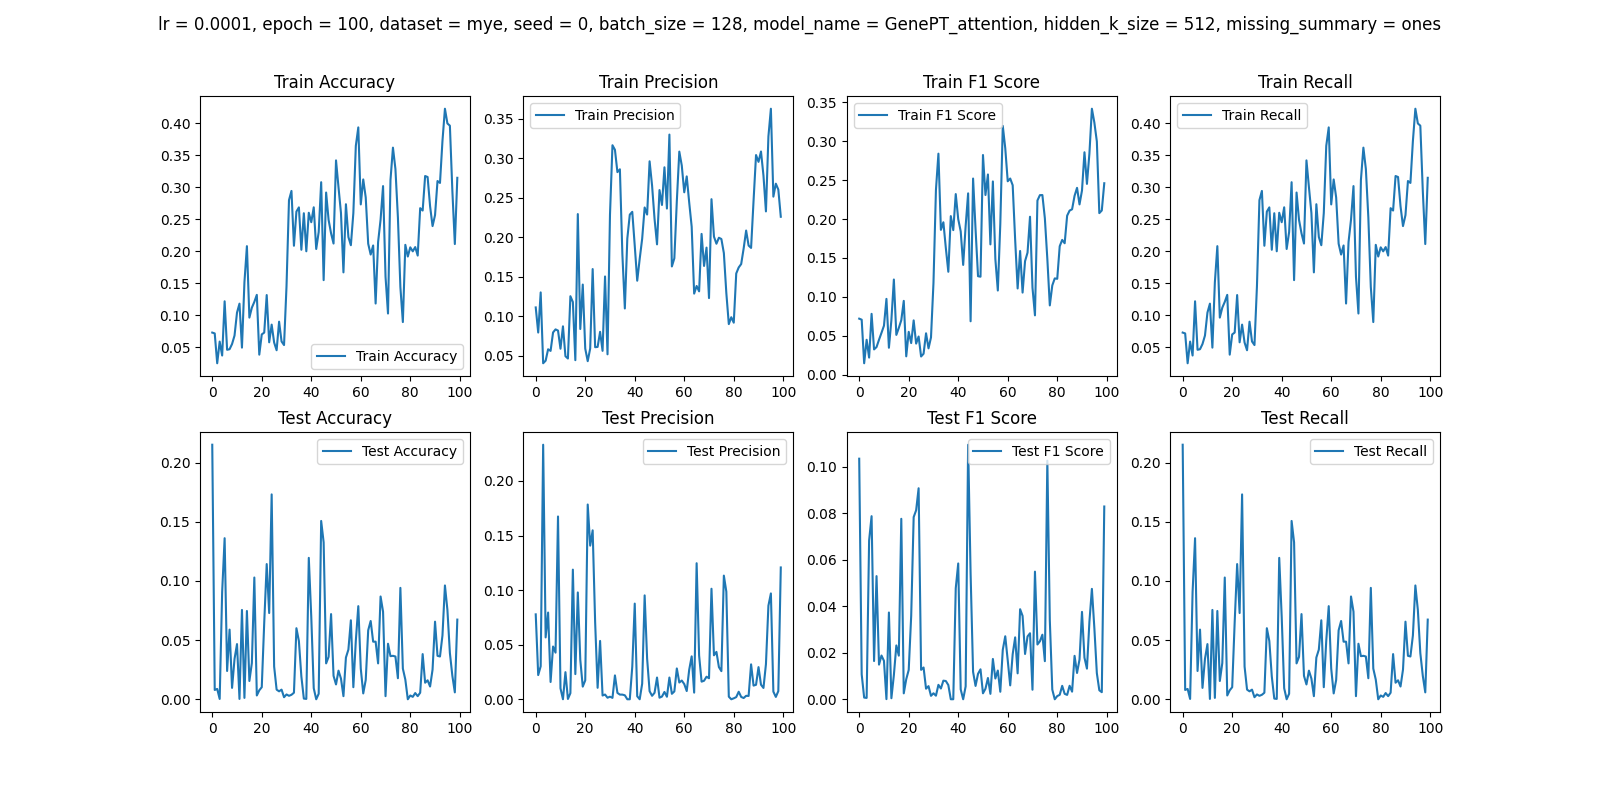 lr = 0.0001, epoch = 100, dataset = mye, seed = 0, batch_size = 128, model_name = GenePT_attention, hidden_k_size = 512, missing_summary = ones
Train Accuracy
Train Precision
Train F1 Score
Train Recall
0.40
0.35
0.30
0.25
0.20
0.15
0.10
0.05
Train Accuracy
0 20 40 60 80 100
0.35
0.30
0.25
0.20
0.15
0.10
0.05
Train Precision
0 20 40 60 80 100
0.35
0.30
0.25
0.20
0.15
0.10
0.05
0.00
Train F1 Score
0 20 40 60 80 100
0.40
0.35
0.30
0.25
0.20
0.15
0.10
0.05
Train Recall
0 20 40 60 80 100
Test Accuracy
Test Precision
Test F1 Score
Test Recall
0.20
0.15
0.10
0.05
0.00
Test Accuracy
0 20 40 60 80 100
0.20
0.15
0.10
0.05
0.00
Test Precision
0 20 40 60 80 100
0.10
0.08
0.06
0.04
0.02
0.00
Test F1 Score
0 20 40 60 80 100
0.20
0.15
0.10
0.05
0.00
Test Recall
0 20 40 60 80 100